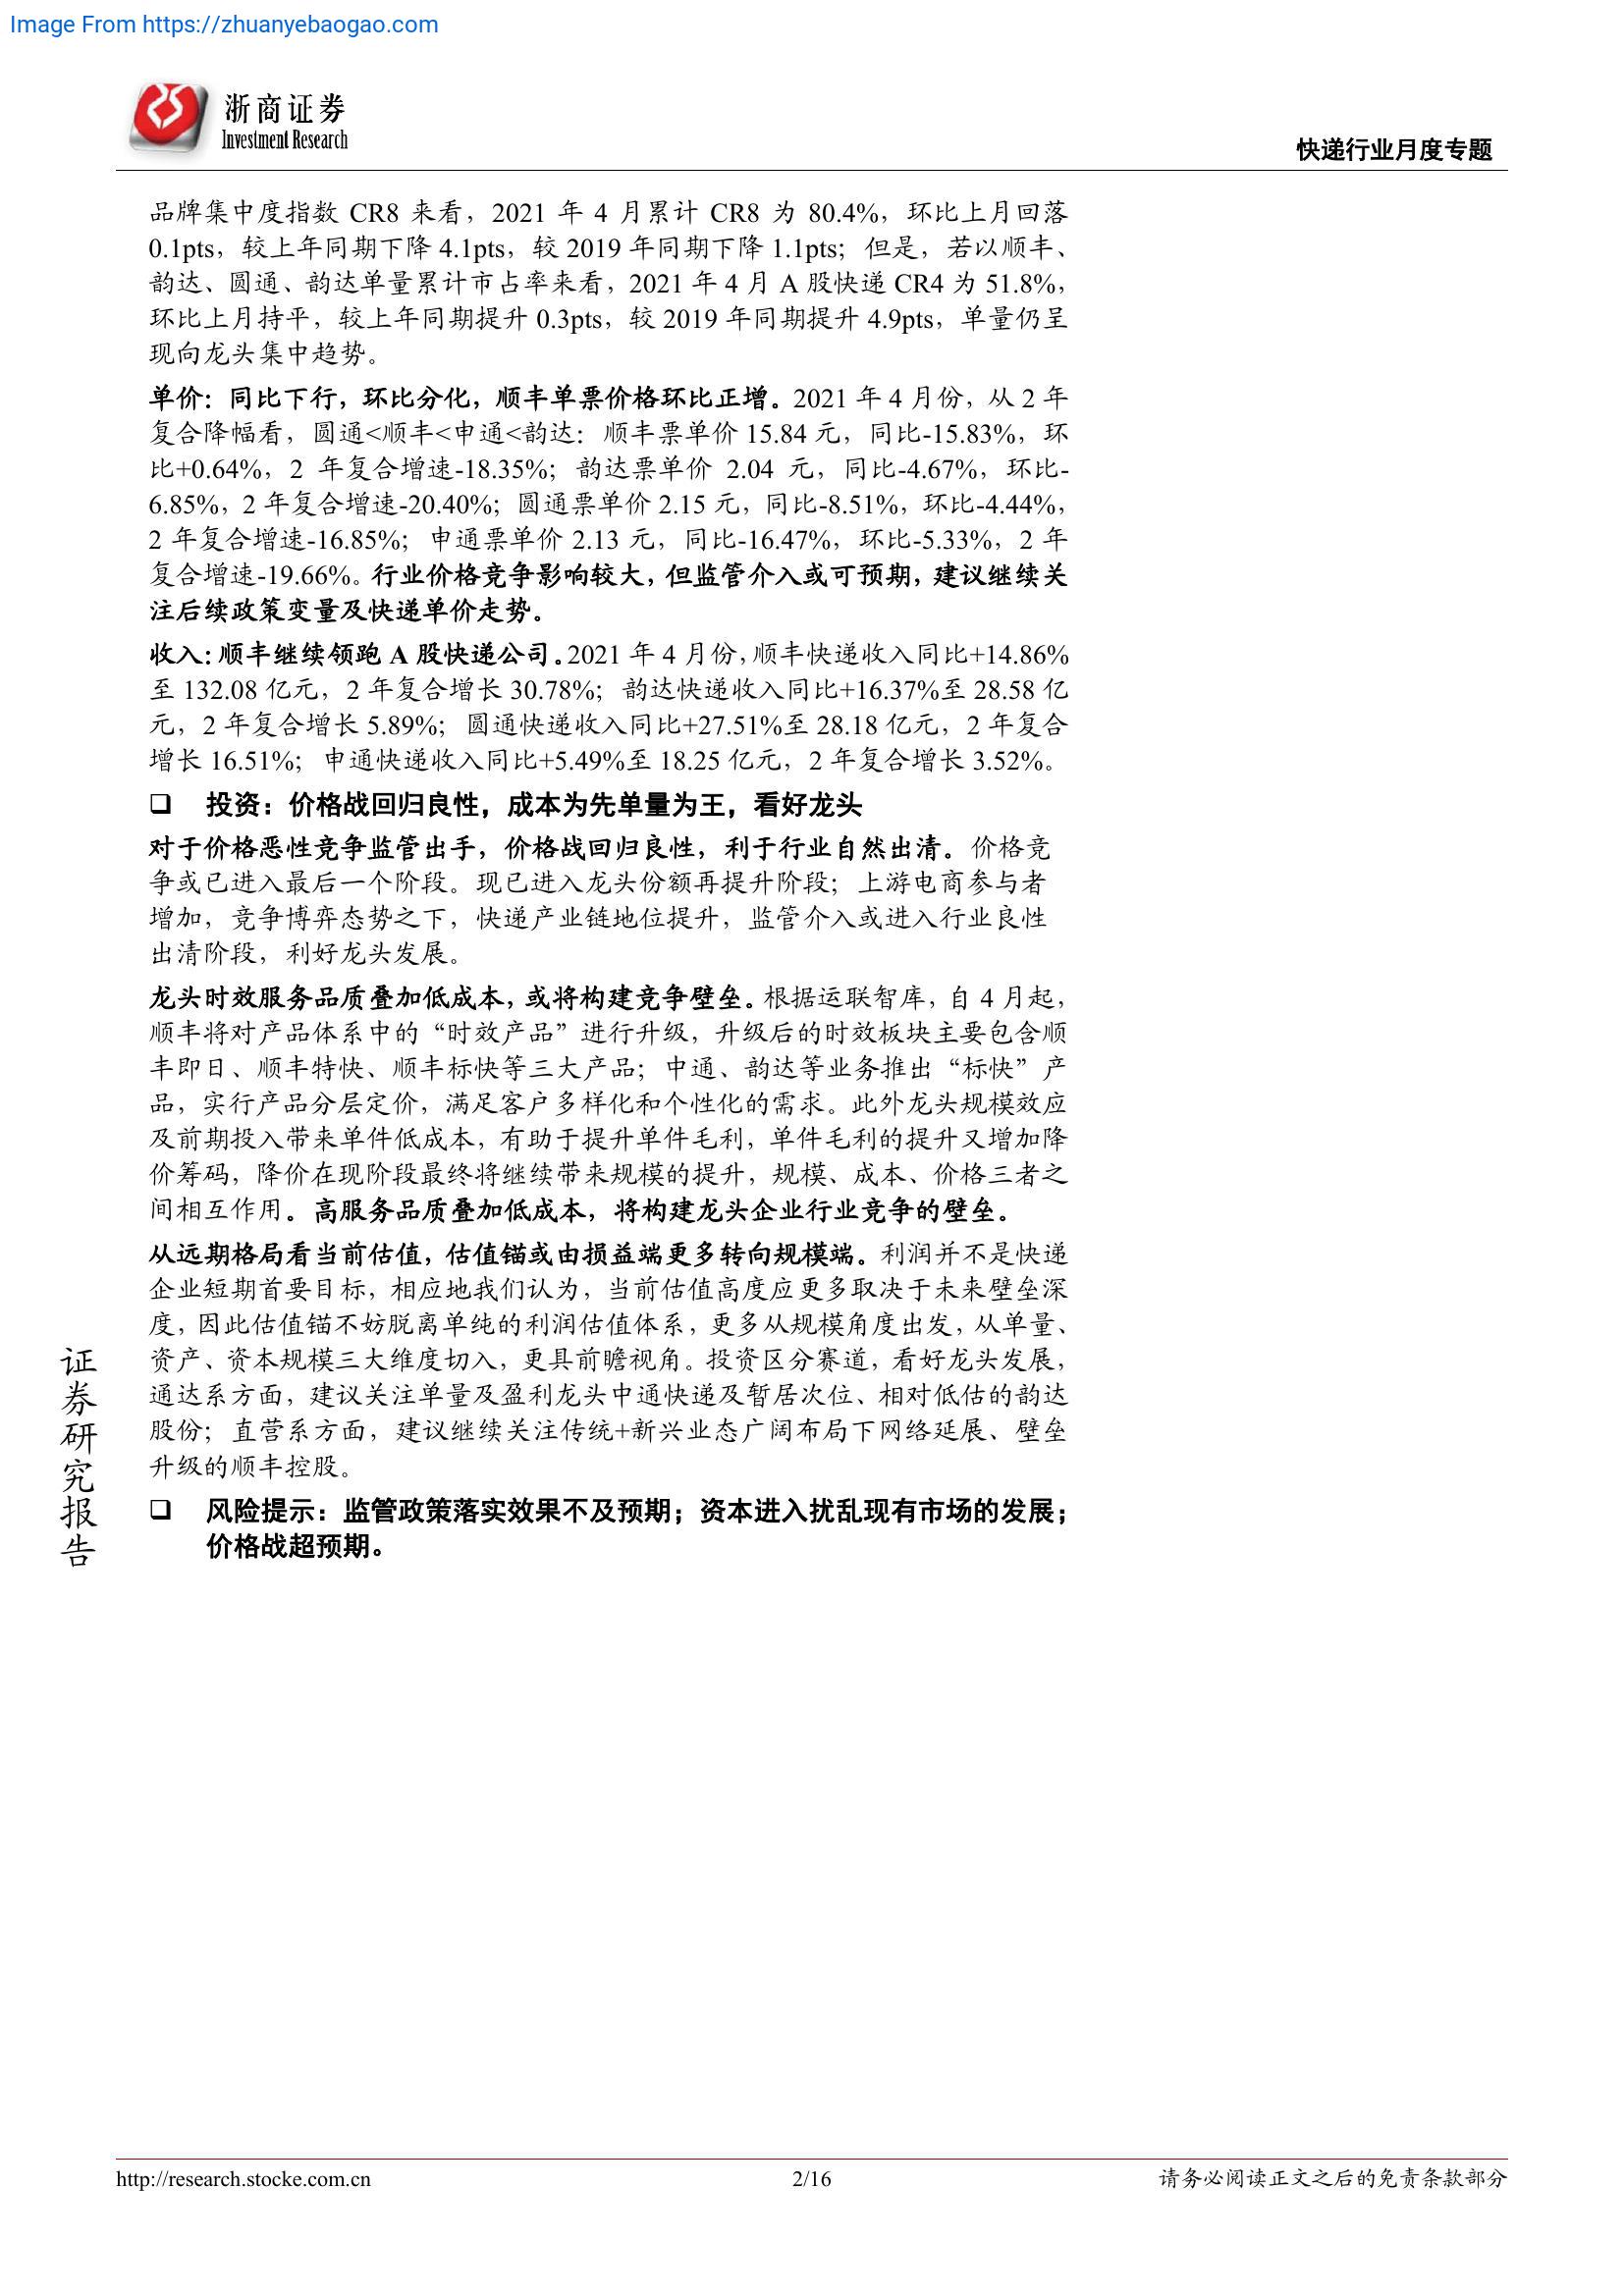 Image From https://zhuanyebaogao.com
浙商证券
Investment Research
快递行业月度专题
品牌集中度指数 CR8 来看，2021 年 4 月累计 CR8 为 80.4%，环比上月回落
0.1pts，较上年同期下降 4.1pts，较 2019 年同期下降 1.1pts；但是，若以顺丰、
韵达、圆通、韵达单量累计市占率来看，2021 年 4 月 A 股快递 CR4 为 51.8%，
环比上月持平，较上年同期提升 0.3pts，较 2019 年同期提升 4.9pts，单量仍呈
现向龙头集中趋势。
单价：同比下行，环比分化，顺丰单票价格环比正增。2021 年 4 月份，从 2 年
复合降幅看，圆通<顺丰<申通<韵达：顺丰票单价 15.84 元，同比-15.83%，环
比+0.64%，2 年复合增速-18.35%；韵达票单价 2.04 元，同比-4.67%，环比-
6.85%，2 年复合增速-20.40%；圆通票单价 2.15 元，同比-8.51%，环比-4.44%，
2 年复合增速-16.85%；申通票单价 2.13 元，同比-16.47%，环比-5.33%，2 年
复合增速-19.66%。行业价格竞争影响较大，但监管介入或可预期，建议继续关
注后续政策变量及快递单价走势。
收入：顺丰继续领跑 A 股快递公司。2021 年 4 月份，顺丰快递收入同比+14.86%
至 132.08 亿元，2 年复合增长 30.78%；韵达快递收入同比+16.37%至 28.58 亿
元，2 年复合增长 5.89%；圆通快递收入同比+27.51%至 28.18 亿元，2 年复合
增长 16.51%；申通快递收入同比+5.49%至 18.25 亿元，2 年复合增长 3.52%。
❑ 投资：价格战回归良性，成本为先单量为王，看好龙头
对于价格恶性竞争监管出手，价格战回归良性，利于行业自然出清。价格竞
争或已进入最后一个阶段。现已进入龙头份额再提升阶段；上游电商参与者
增加，竞争博弈态势之下，快递产业链地位提升，监管介入或进入行业良性
出清阶段，利好龙头发展。
龙头时效服务品质叠加低成本，或将构建竞争壁垒。根据运联智库，自 4 月起，
顺丰将对产品体系中的“时效产品”进行升级，升级后的时效板块主要包含顺
丰即日、顺丰特快、顺丰标快等三大产品；中通、韵达等业务推出“标快”产
品，实行产品分层定价，满足客户多样化和个性化的需求。此外龙头规模效应
及前期投入带来单件低成本，有助于提升单件毛利，单件毛利的提升又增加降
价筹码，降价在现阶段最终将继续带来规模的提升，规模、成本、价格三者之
间相互作用。高服务品质叠加低成本，将构建龙头企业行业竞争的壁垒。
从远期格局看当前估值，估值锚或由损益端更多转向规模端。利润并不是快递
企业短期首要目标，相应地我们认为，当前估值高度应更多取决于未来壁垒深
度，因此估值锚不妨脱离单纯的利润估值体系，更多从规模角度出发，从单量、
资产、资本规模三大维度切入，更具前瞻视角。投资区分赛道，看好龙头发展，
通达系方面，建议关注单量及盈利龙头中通快递及暂居次位、相对低估的韵达
股份；直营系方面，建议继续关注传统+新兴业态广阔布局下网络延展、壁垒
升级的顺丰控股。
❑ 风险提示：监管政策落实效果不及预期；资本进入扰乱现有市场的发展；
价格战超预期。
证券研究报告
http://research.stocke.com.cn
2/16
请务必阅读正文之后的免责条款部分